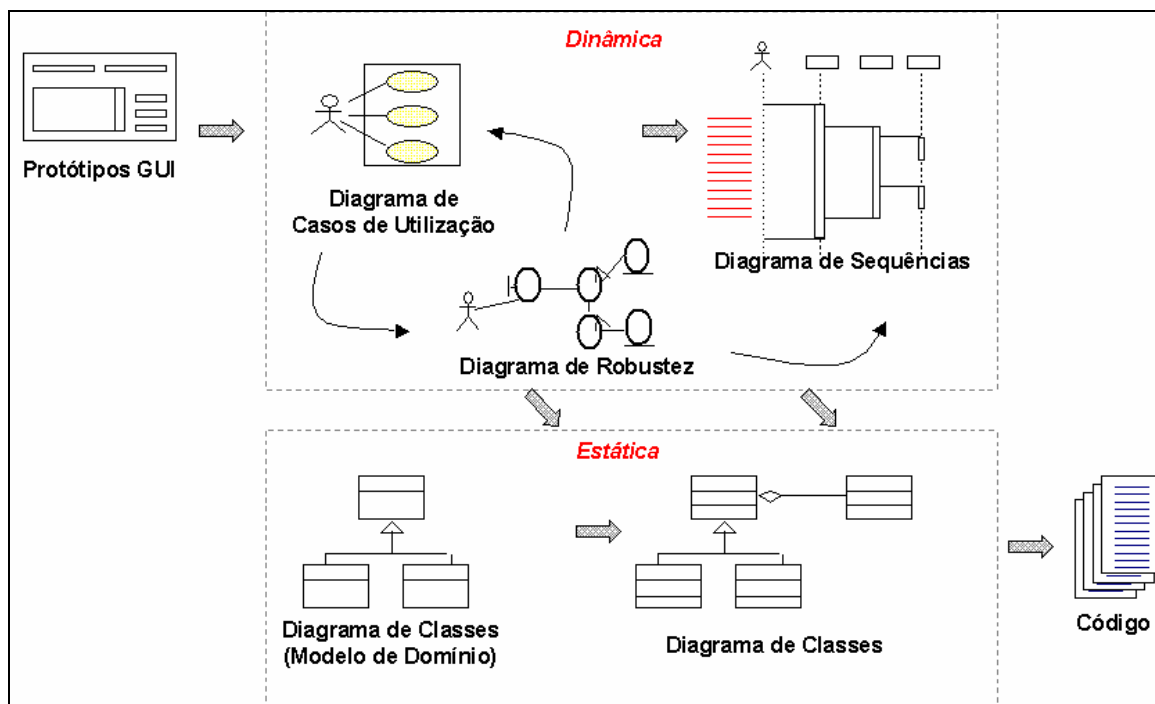 Dinâmica
Protótipos GUI
Diagrama de
Casos de Utilização
Diagrama de Sequências
Diagrama de Robustez
Estática
Diagrama de Classes
(Modelo de Domínio)
Diagrama de Classes
Código